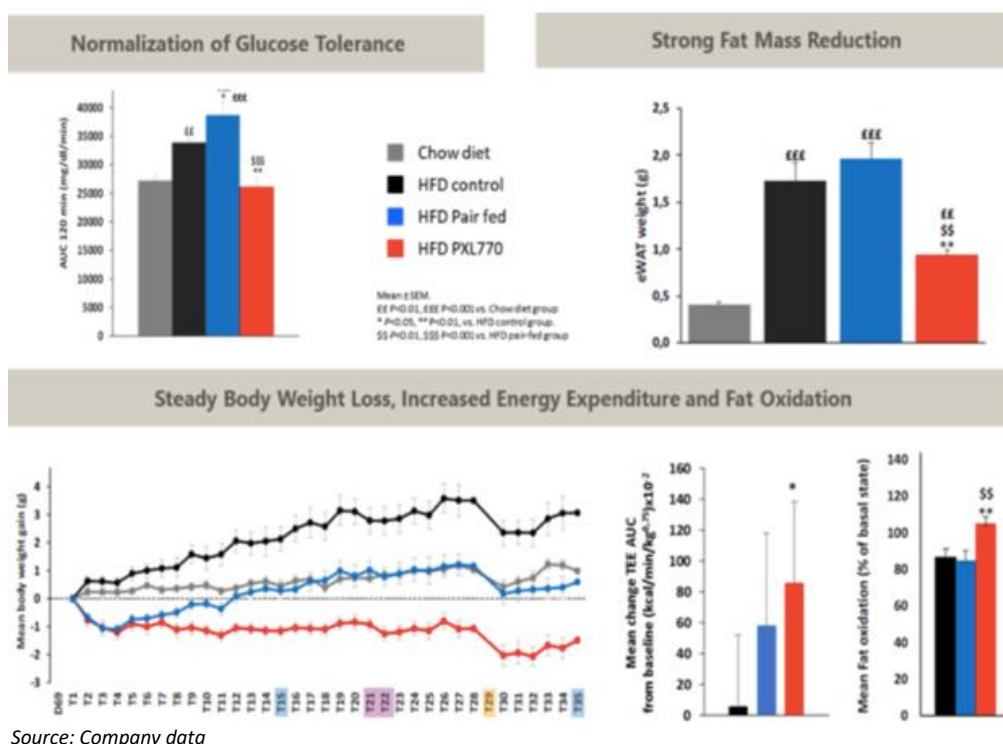 Normalization of Glucose Tolerance
Strong Fat Mass Reduction
AUC 120 min (mg/dl/min)
40000
35000
30000
25000
20000
15000
10000
5000
0
££
* £££
$$$
**
Chow diet
HFD control
HFD Pair fed
HFD PXL770
Mean ± SEM.
££ P<0.01, £££ P<0.001 vs. Chow diet group
* P<0.05, ** P<0.01, vs. HFD control group.
$$ P<0.01, $$$ P<0.001 vs. HFD pair-fed group
eWAT weight (g)
2,5
2,0
1,5
1,0
0,5
0,0
£££
£££
££
$$
**
Steady Body Weight Loss, Increased Energy Expenditure and Fat Oxidation
Mean body weight gain (g)
4
3
2
1
0
-1
-2
-3
D69 T1 T2 T3 T4 T5 T6 T7 T8 T9 T10 T11 T12 T13 T14 T15 T16 T17 T18 T19 T20 T21 T22 T23 T24 T25 T26 T27 T28 T29 T30 T31 T32 T33 T34 T35
Mean change TEE AUC
from baseline (kcal/min/kg^0,75)x10^-2
160
140
120
100
80
60
40
20
0
*
Mean Fat oxidation (% of basal state)
140
120
100
80
60
40
20
0
$$
**
Source: Company data